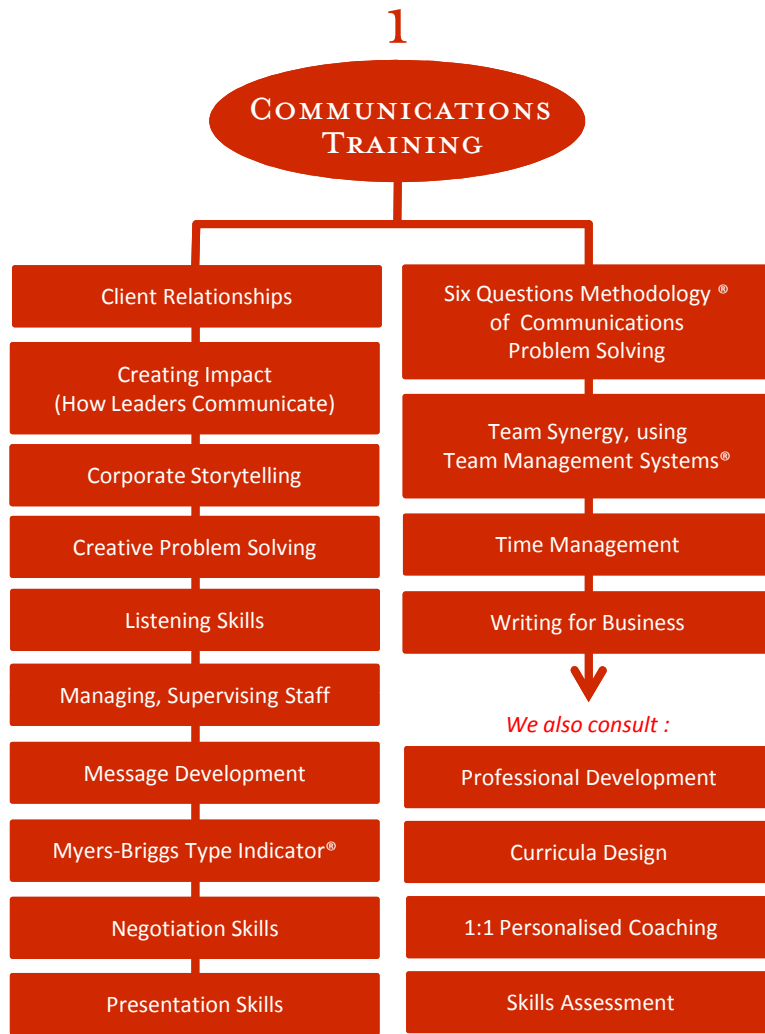 1
Communications
Training
Client Relationships
Creating Impact
(How Leaders Communicate)
Corporate Storytelling
Creative Problem Solving
Listening Skills
Managing, Supervising Staff
Message Development
Myers-Briggs Type Indicator®
Negotiation Skills
Presentation Skills
Six Questions Methodology ®
of Communications
Problem Solving
Team Synergy, using
Team Management Systems®
Time Management
Writing for Business
We also consult :
Professional Development
Curricula Design
1:1 Personalised Coaching
Skills Assessment